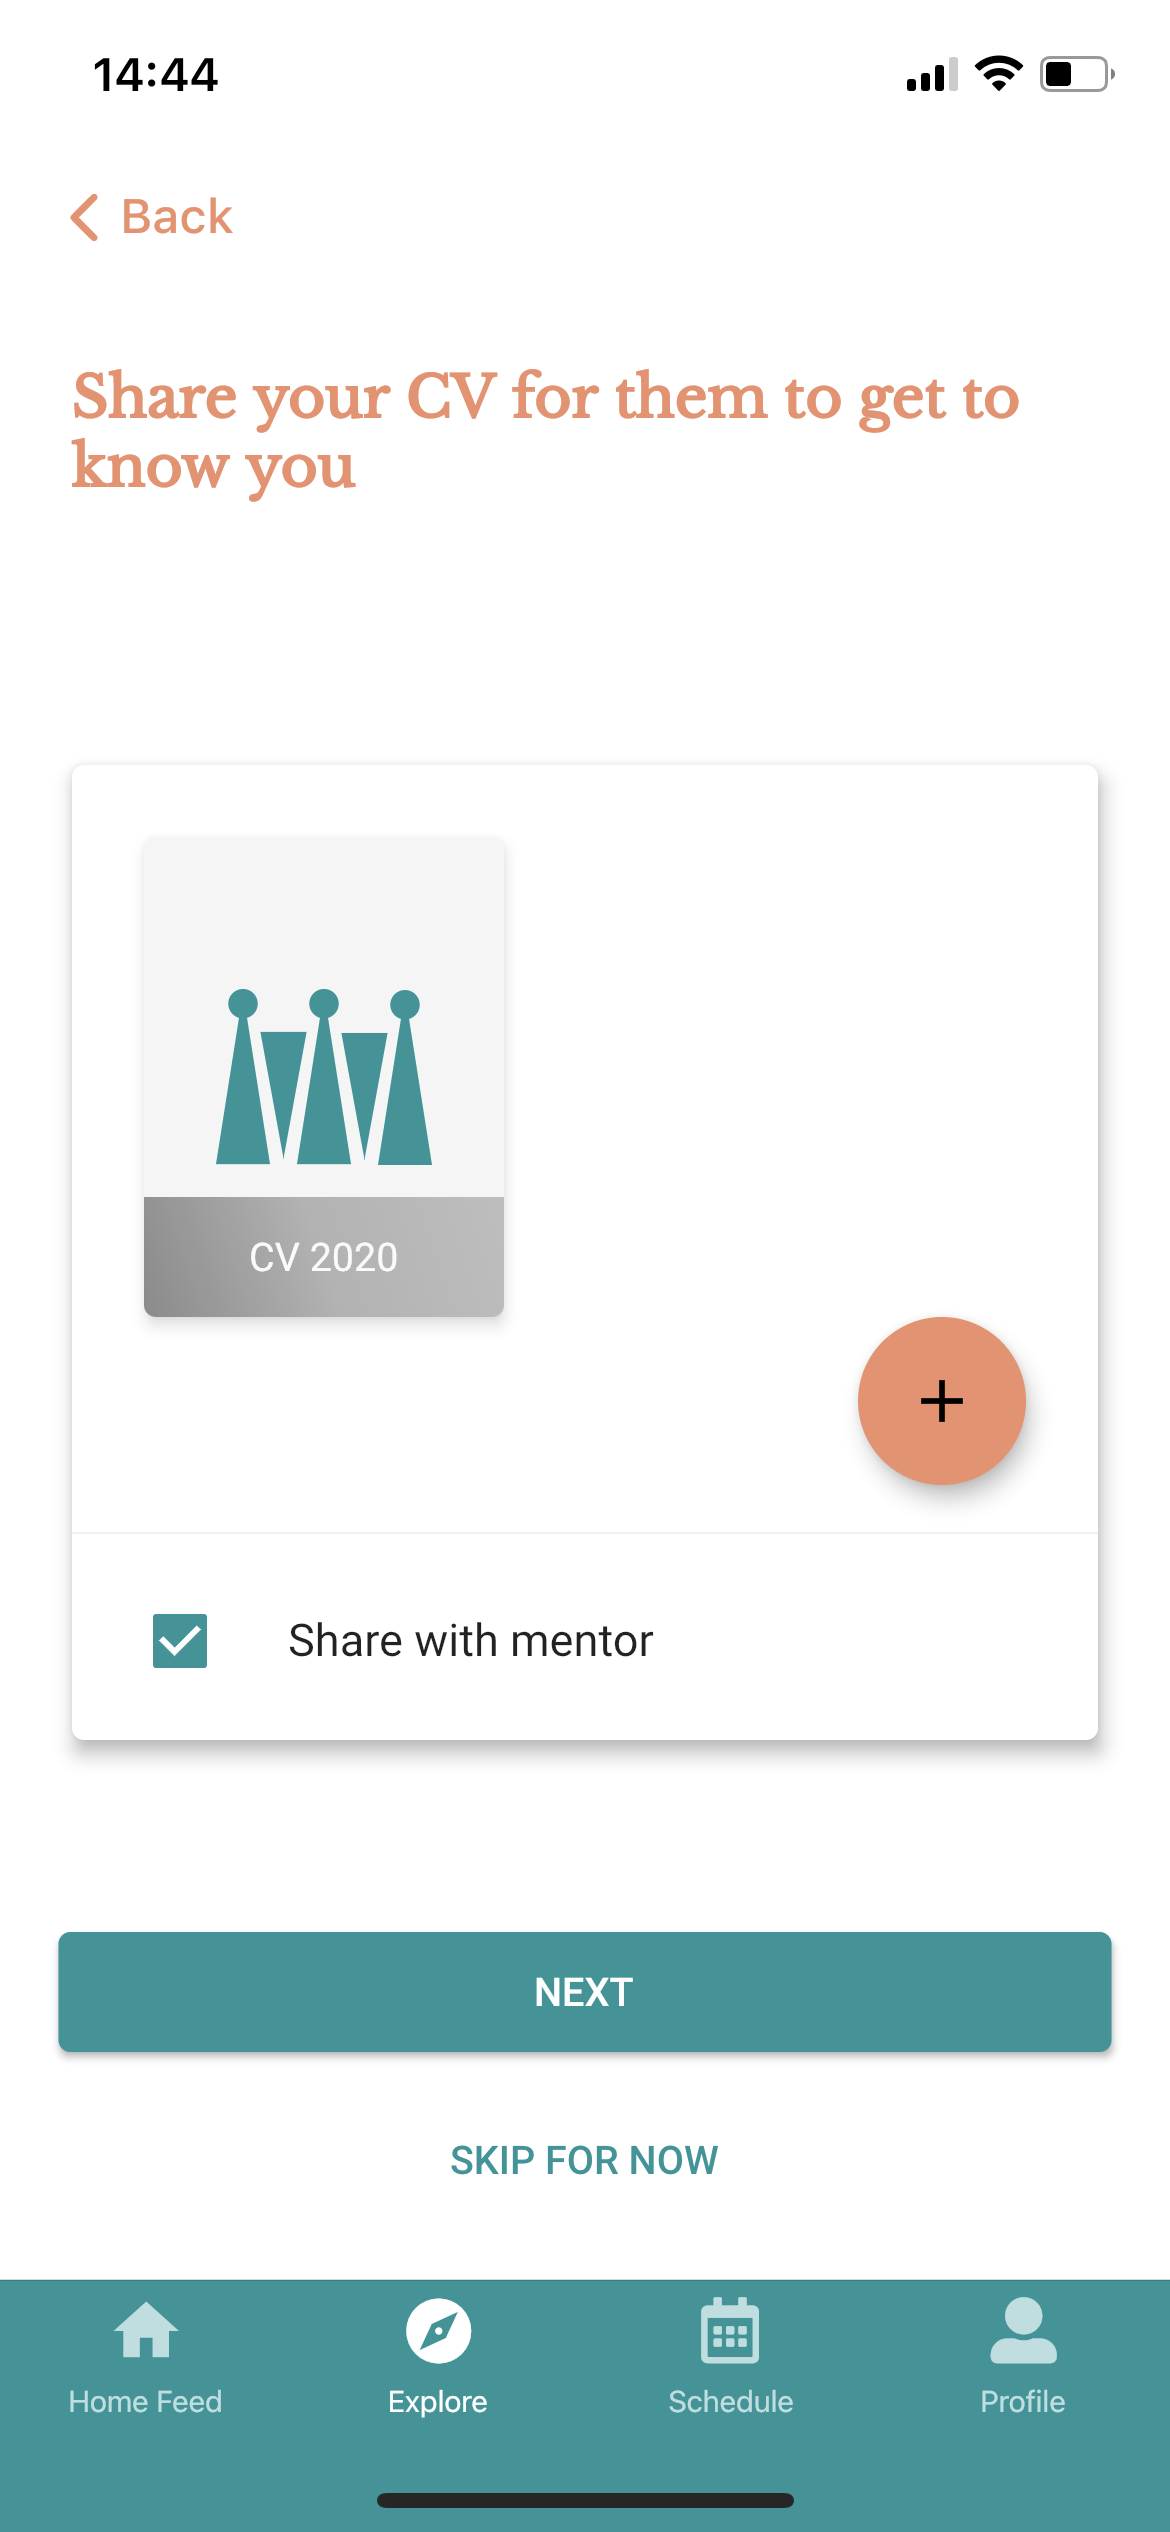 14:44
Back
Share your CV for them to get to
know you
CV 2020
Share with mentor
NEXT
SKIP FOR NOW
Home Feed
Explore
Schedule
Profile